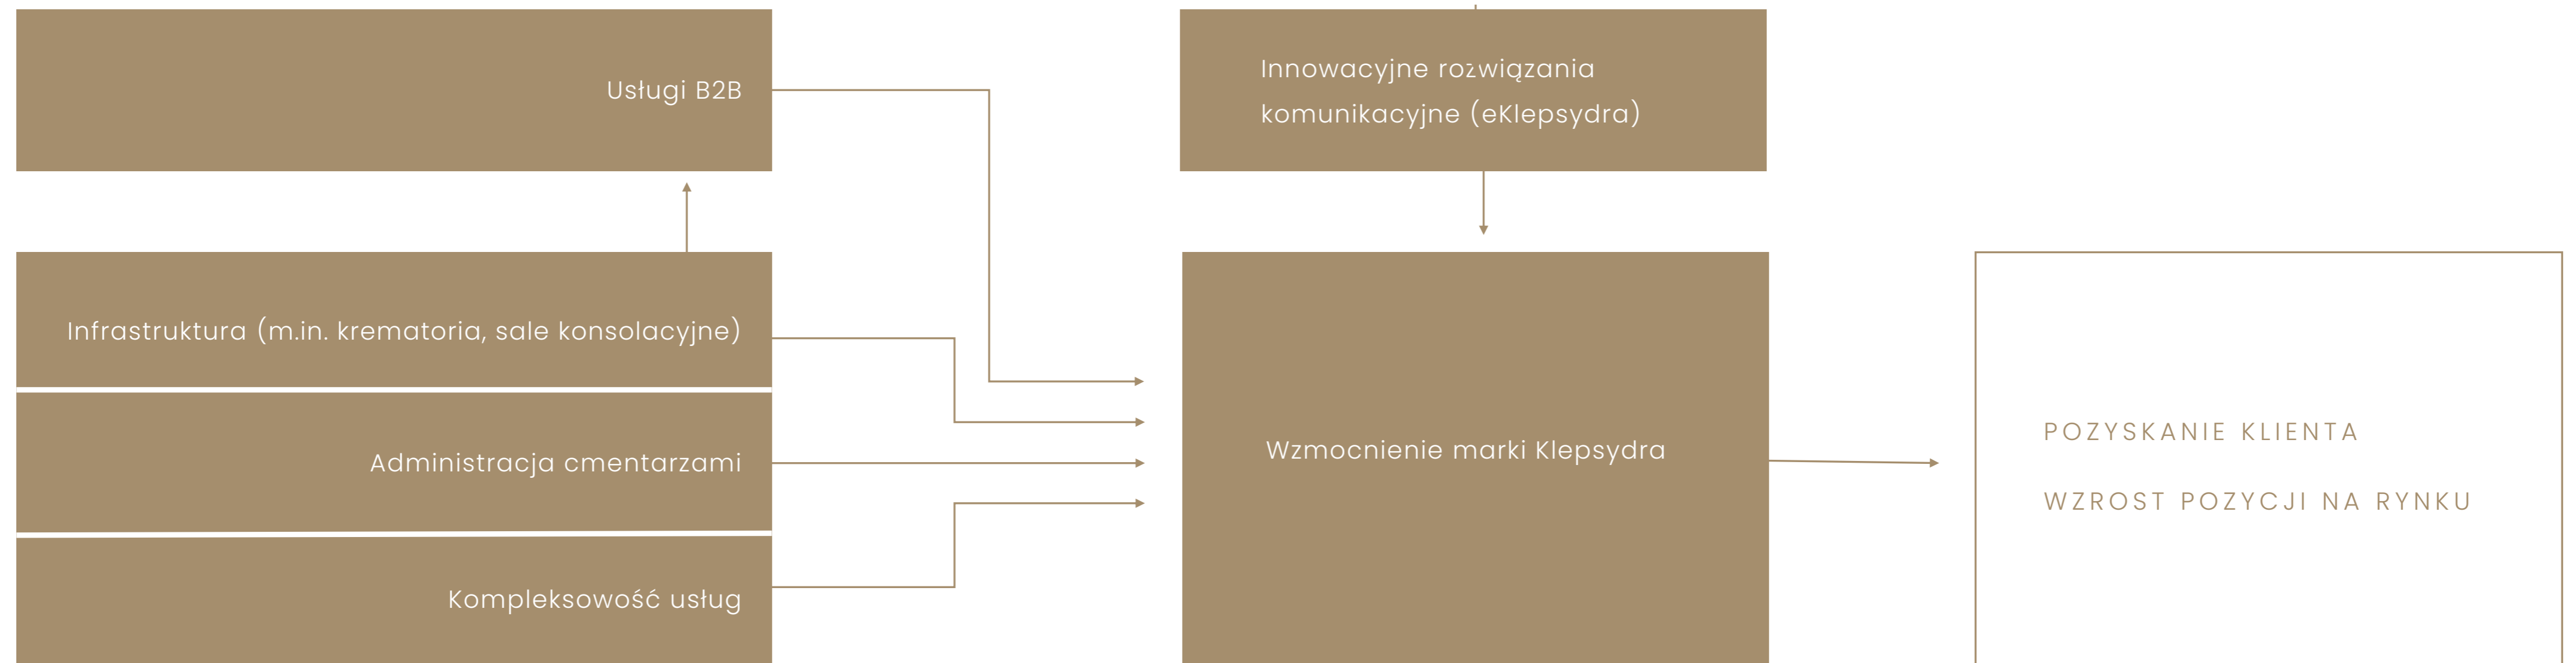 Usługi B2B
Innowacyjne rozwiązania
komunikacyjne (eKlepsydra)
Infrastruktura (m.in. krematoria, sale konsolacyjne)
Administracja cmentarzami
Kompleksowość usług
Wzmocnienie marki Klepsydra
POZYSKANIE KLIENTA
WZROST POZYCJI NA RYNKU